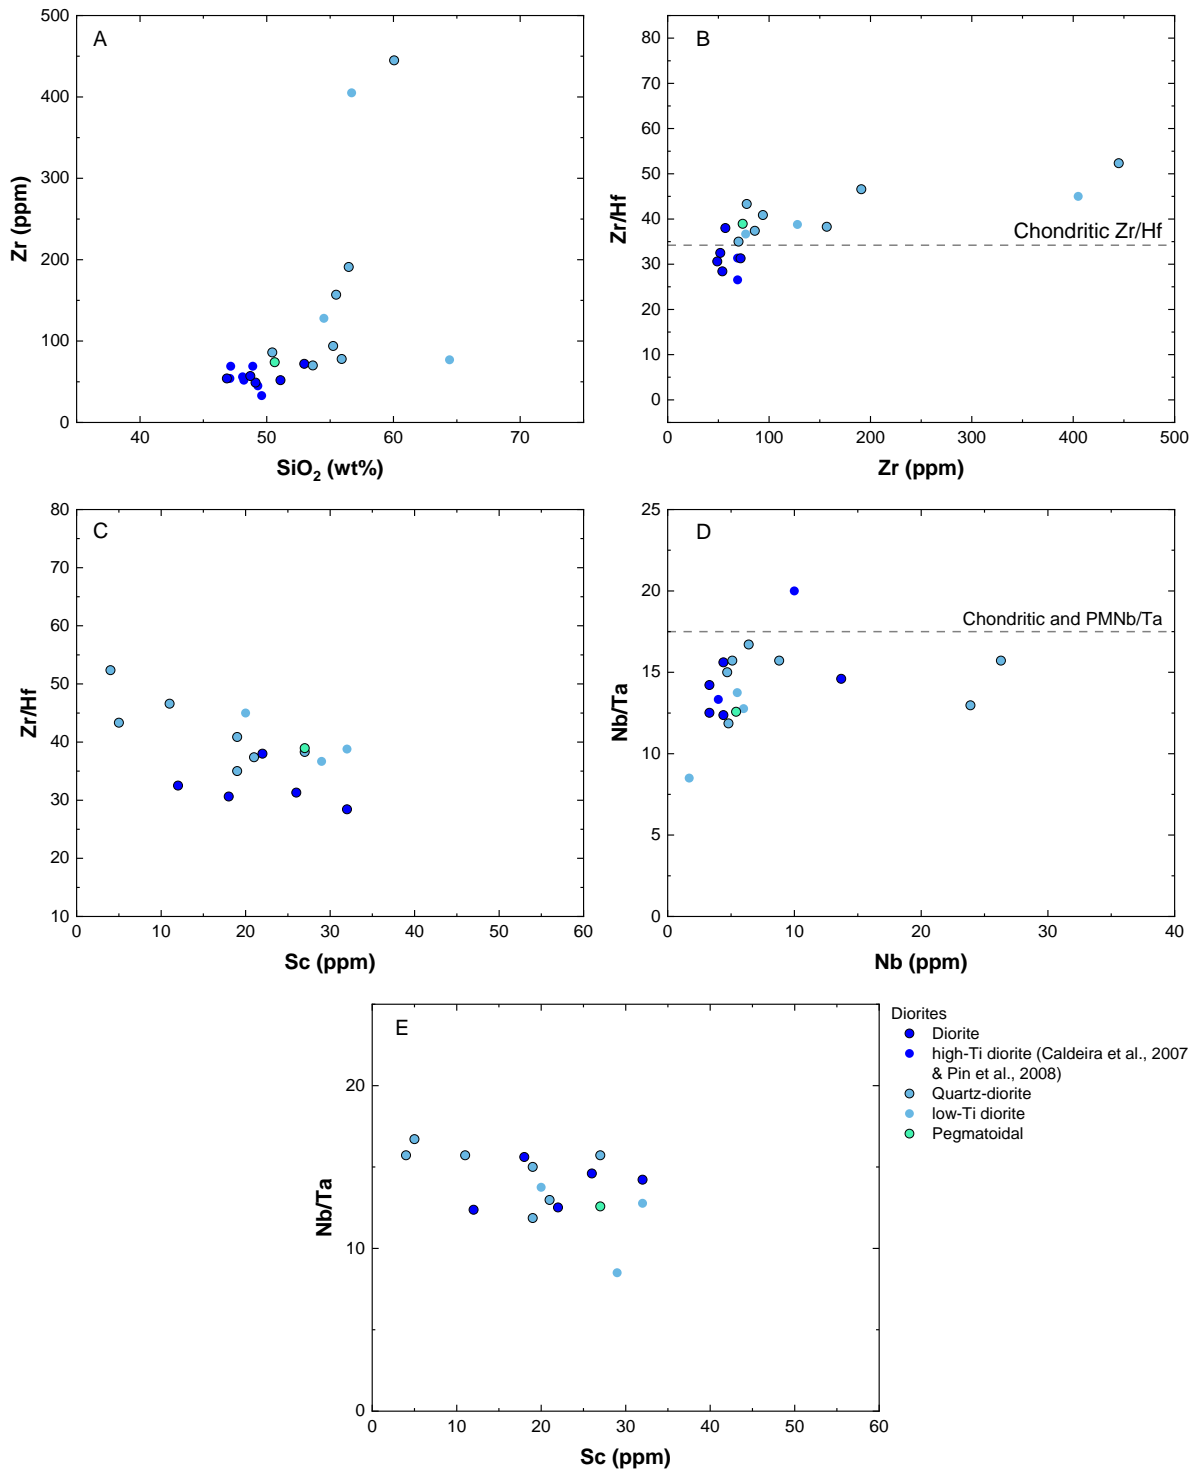 A
500
400
300
200
100
0
40
50
60
70
Zr (ppm)
SiO2 (wt%)
B
80
70
60
50
40
30
20
10
0
0
100
200
300
400
500
Zr/Hf
Zr (ppm)
Chondritic Zr/Hf
C
80
70
60
50
40
30
20
10
0
10
20
30
40
50
60
Zr/Hf
Sc (ppm)
D
25
20
15
10
5
0
0
10
20
30
40
Nb/Ta
Nb (ppm)
Chondritic and PMNb/Ta
E
20
10
0
0
10
20
30
40
50
60
Nb/Ta
Sc (ppm)
Diorites
Diorite
high-Ti diorite (Caldeira et al., 2007
& Pin et al., 2008)
Quartz-diorite
low-Ti diorite
Pegmatoidal